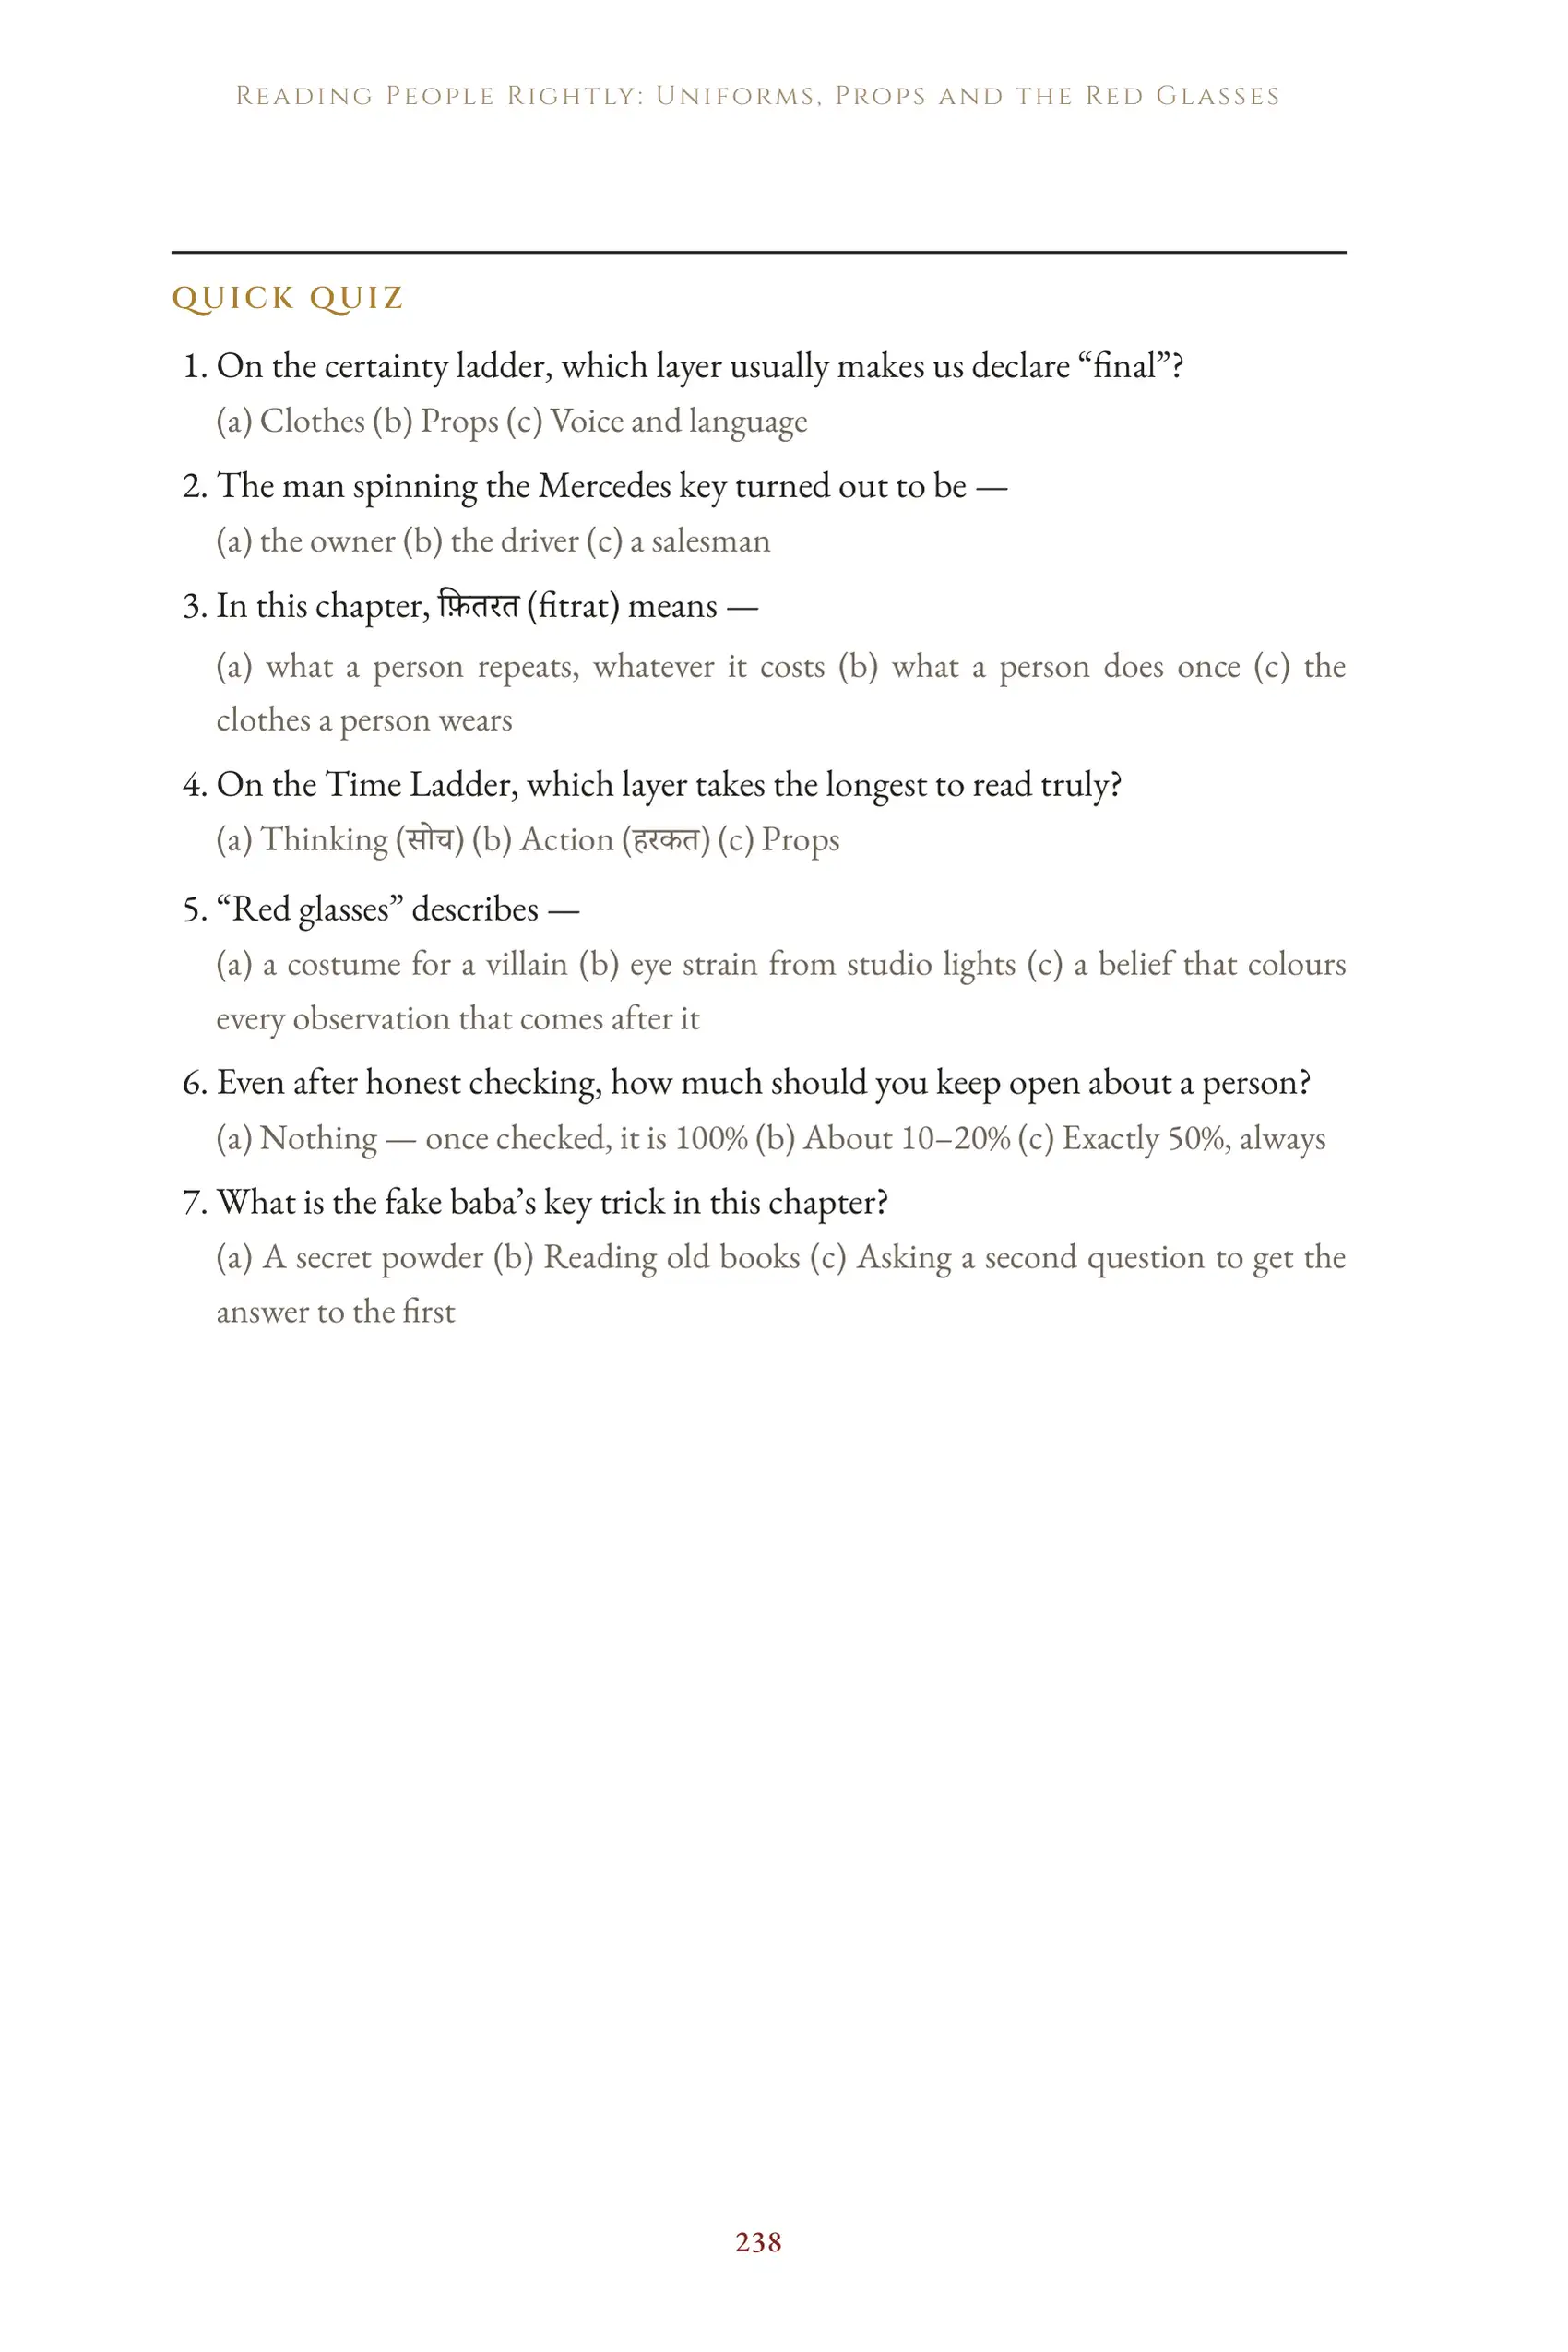 Reading People Rightly: Uniforms, Props and the Red Glasses
QUICK QUIZ
1. On the certainty ladder, which layer usually makes us declare “final”?
(a) Clothes (b) Props (c) Voice and language
2. The man spinning the Mercedes key turned out to be —
(a) the owner (b) the driver (c) a salesman
3. In this chapter, फ़ितरत (fitrat) means —
(a) what a person repeats, whatever it costs (b) what a person does once (c) the
clothes a person wears
4. On the Time Ladder, which layer takes the longest to read truly?
(a) Thinking (सोच) (b) Action (हरकत) (c) Props
5. “Red glasses” describes —
(a) a costume for a villain (b) eye strain from studio lights (c) a belief that colours
every observation that comes after it
6. Even after honest checking, how much should you keep open about a person?
(a) Nothing — once checked, it is 100% (b) About 10–20% (c) Exactly 50%, always
7. What is the fake baba’s key trick in this chapter?
(a) A secret powder (b) Reading old books (c) Asking a second question to get the
answer to the first
238